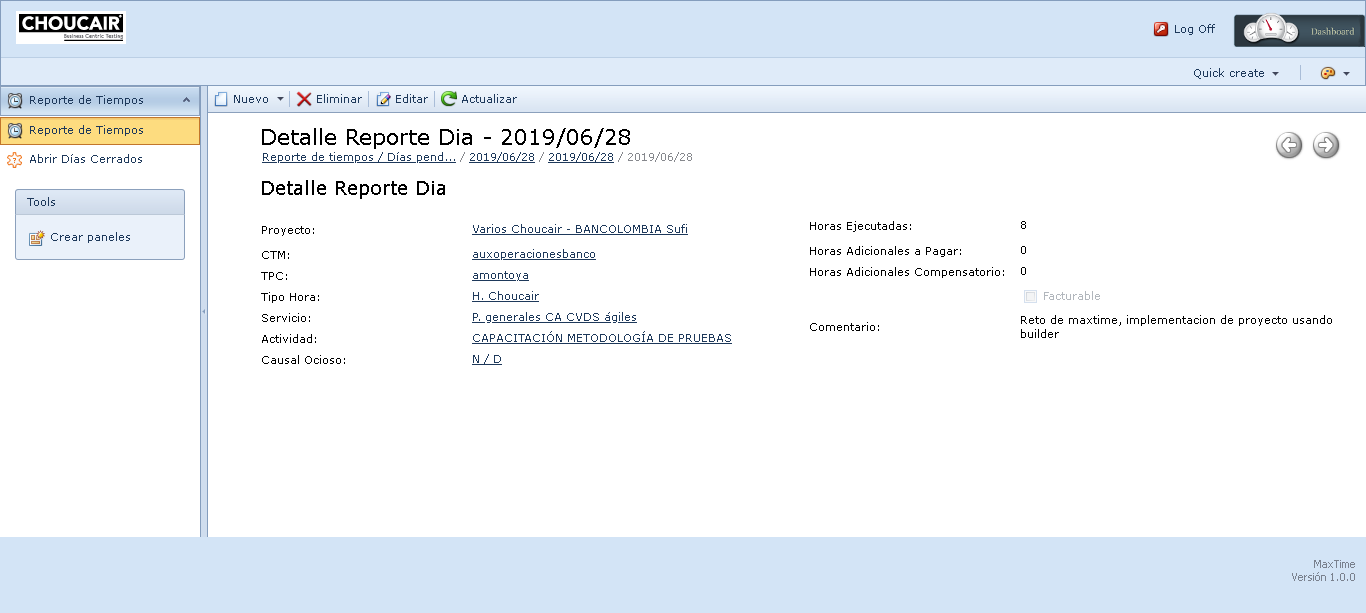 CHOUCAIR
Business Centric Testing
Log Off
Dashboard
Quick create
Reporte de Tiempos
Reporte de Tiempos
Abrir Días Cerrados
Tools
Crear paneles
Nuevo Eliminar Editar Actualizar
Detalle Reporte Dia - 2019/06/28
Reporte de tiempos / Días pend... / 2019/06/28 / 2019/06/28 / 2019/06/28
Detalle Reporte Dia
Proyecto: Varios Choucair - BANCOLOMBIA Sufi
CTM: auxoperacionesbanco
TPC: amontoya
Tipo Hora: H. Choucair
Servicio: P. generales CA CVDS ágiles
Actividad: CAPACITACIÓN METODOLOGÍA DE PRUEBAS
Causal Ocioso: N / D
Horas Ejecutadas: 8
Horas Adicionales a Pagar: 0
Horas Adicionales Compensatorio: 0
Facturable
Comentario: Reto de maxtime, implementacion de proyecto usando
builder
MaxTime
Versión 1.0.0